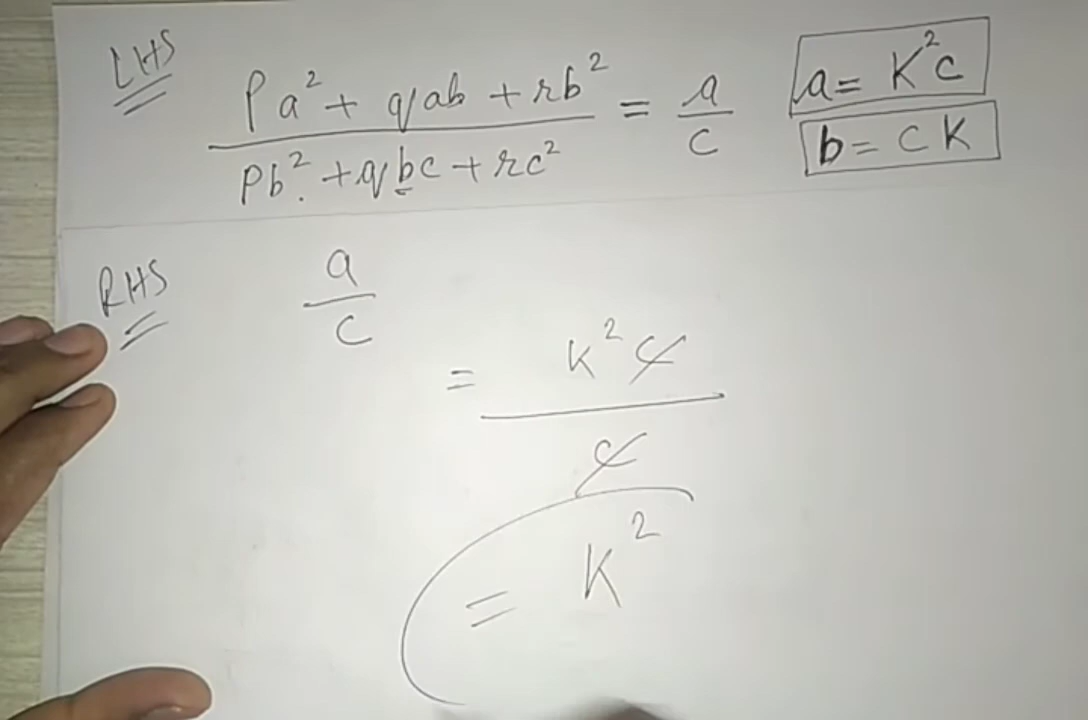 LHS
Pa² + qab + rb² / Pb² + qbc + rc² = a/c
a = K²c
b = cK
RHS
a/c
= K²c / c
= K²